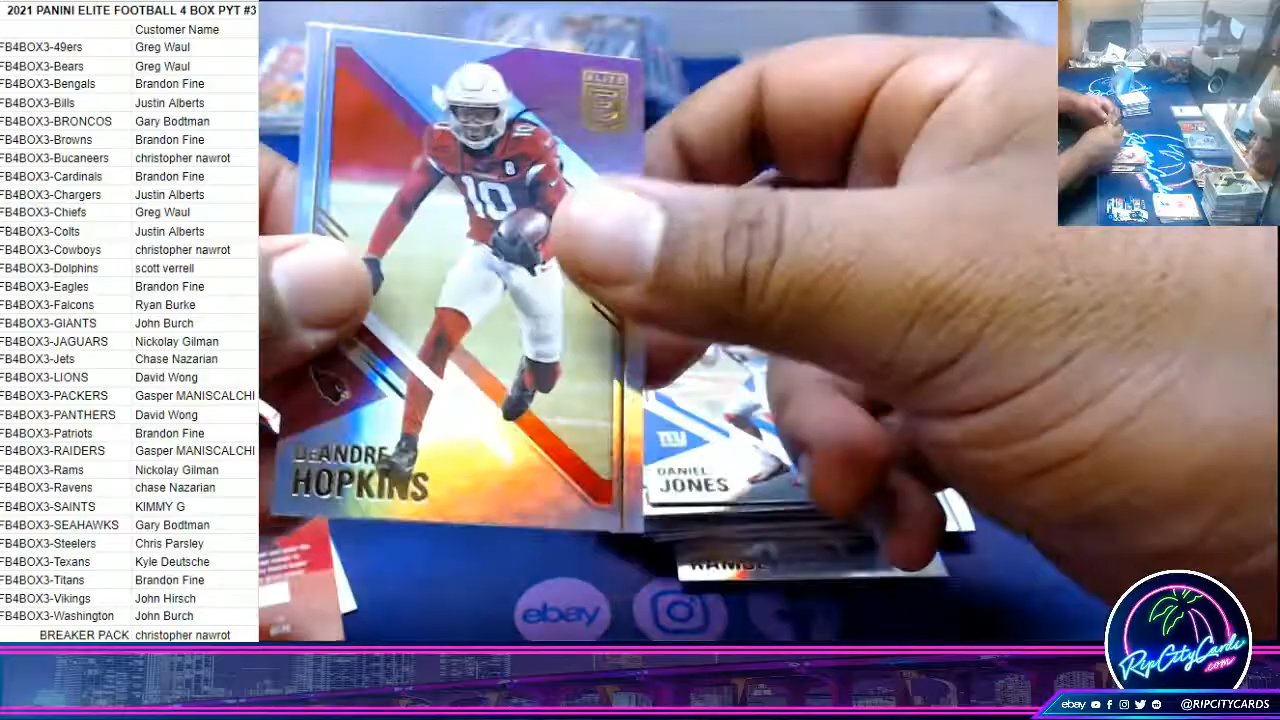 2021 PANINI ELITE FOOTBALL 4 BOX PYT #3
Customer Name
FB4BOX3-49ers Greg Waul
FB4BOX3-Bears Greg Waul
FB4BOX3-Bengals Brandon Fine
FB4BOX3-Bills Justin Alberts
FB4BOX3-BRONCOS Gary Bodtman
FB4BOX3-Browns Brandon Fine
FB4BOX3-Bucaneers christopher nawrot
FB4BOX3-Cardinals Brandon Fine
FB4BOX3-Chargers Justin Alberts
FB4BOX3-Chiefs Greg Waul
FB4BOX3-Colts Justin Alberts
FB4BOX3-Cowboys christopher nawrot
FB4BOX3-Dolphins scott verrell
FB4BOX3-Eagles Brandon Fine
FB4BOX3-Falcons Ryan Burke
FB4BOX3-GIANTS John Burch
FB4BOX3-JAGUARS Nickolay Gilman
FB4BOX3-Jets Chase Nazarian
FB4BOX3-LIONS David Wong
FB4BOX3-PACKERS Gasper MANISCALCHI
FB4BOX3-PANTHERS David Wong
FB4BOX3-Patriots Brandon Fine
FB4BOX3-RAIDERS Gasper MANISCALCHI
FB4BOX3-Rams Nickolay Gilman
FB4BOX3-Ravens chase Nazarian
FB4BOX3-SAINTS KIMMY G
FB4BOX3-SEAHAWKS Gary Bodtman
FB4BOX3-Steelers Chris Parsley
FB4BOX3-Texans Kyle Deutsche
FB4BOX3-Titans Brandon Fine
FB4BOX3-Vikings John Hirsch
FB4BOX3-Washington John Burch
BREAKER PACK christopher nawrot
ELITE
E
10
10
8
DEANDRE
HOPKINS
ny
DANIEL
JONES
ebay
RipCityCards
.com
ebay @RIPCITYCARDS